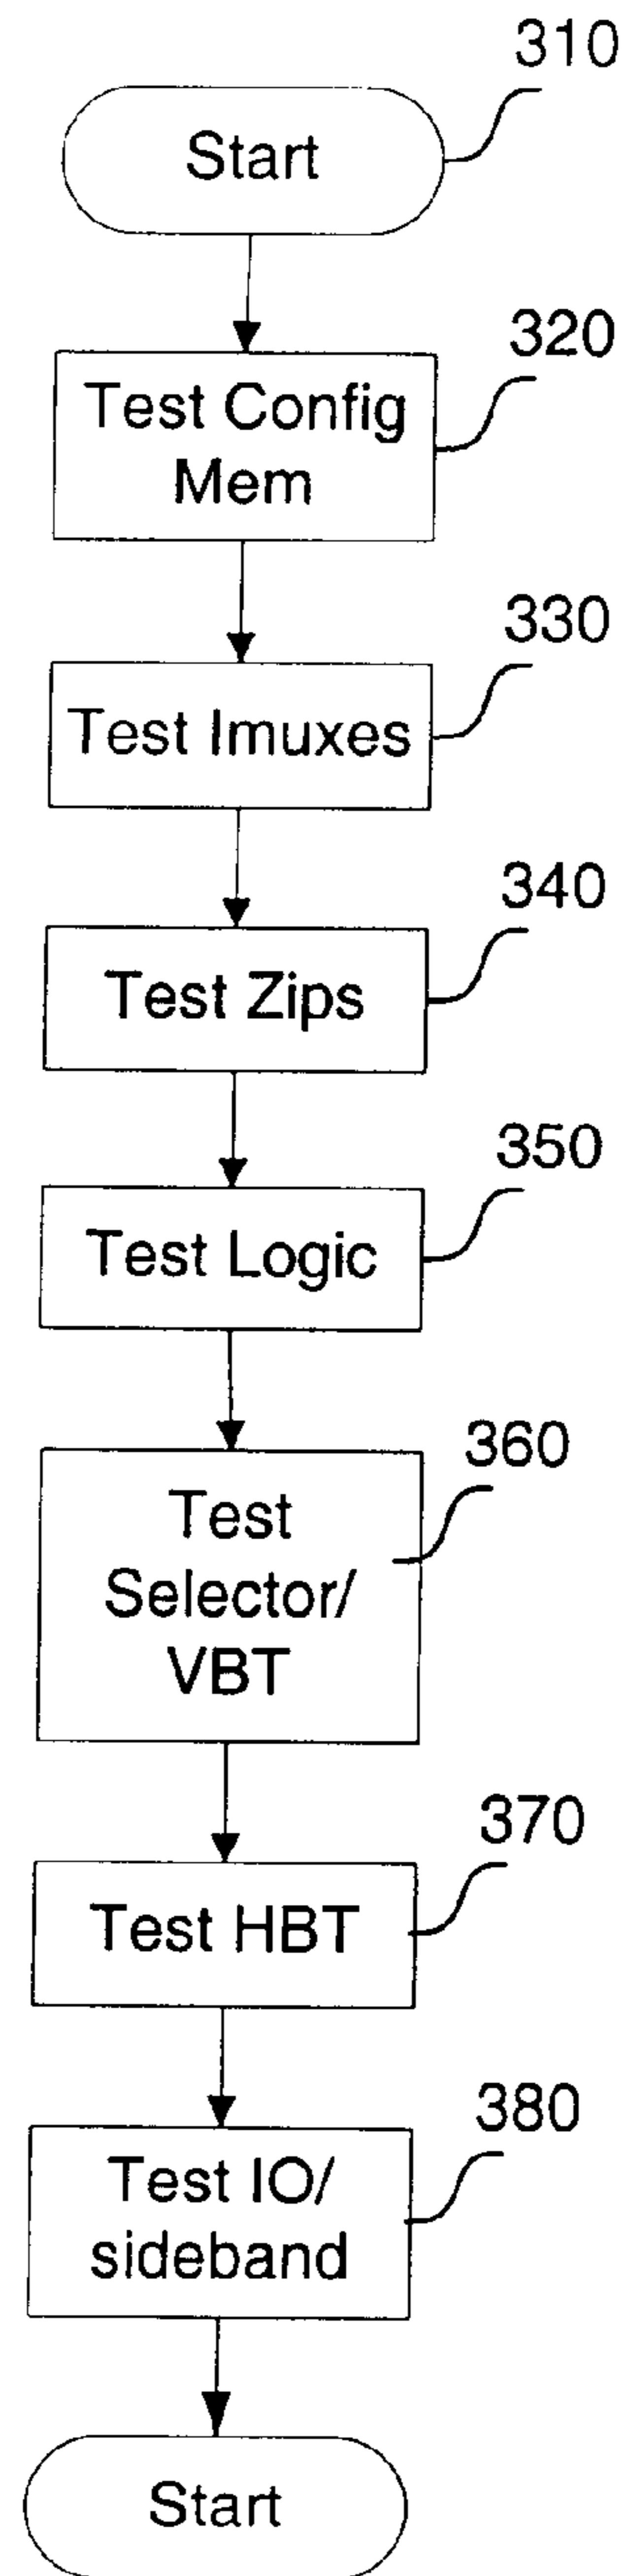 310
Start
320
Test Config
Mem
330
Test Imuxes
340
Test Zips
350
Test Logic
360
Test
Selector/
VBT
370
Test HBT
380
Test IO/
sideband
Start